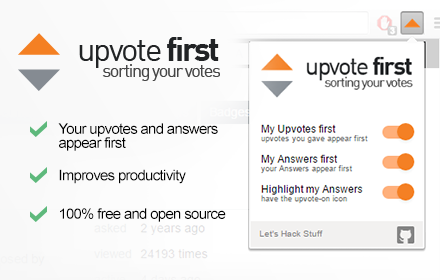 upvote first
sorting your votes
Your upvotes and answers
appear first
Improves productivity
100% free and open source
asked 2 years ago
viewed 24193 times
upvote first
sorting your votes
My Upvotes first
upvotes you gave appear first
My Answers first
your Answers appear first
Highlight my Answers
have the upvote-on icon
Let's Hack Stuff